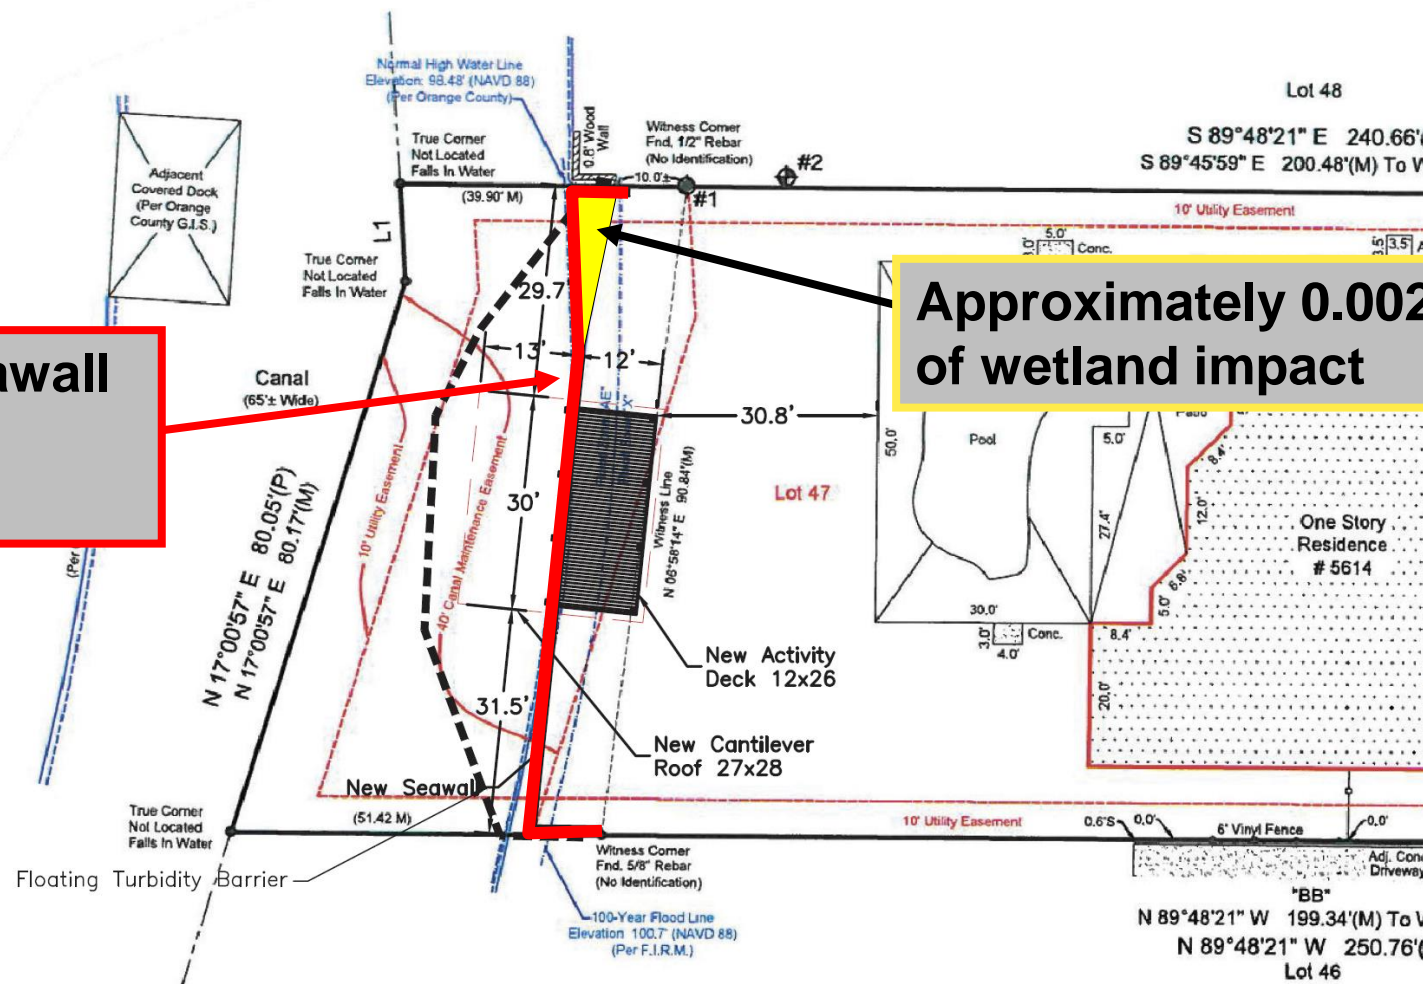 Normal High Water Line
Elevation: 98.48' (NAVD 88)
(Per Orange County)
Lot 48
S 89°48'21" E 240.66'
S 89°45'59" E 200.48'(M) To
True Corner
Not Located
Falls In Water
0.8' Wood
Wall
Witness Corner
Fnd. 1/2" Rebar
(No Identification)
#2
10.0'±
#1
(39.90' M)
Adjacent
Covered Dock
(Per Orange
County G.I.S.)
L1
10' Utility Easement
5.0'
Conc.
3.5'
3.5'
True Corner
Not Located
Falls In Water
29.7'
Approximately 0.002
of wetland impact
awall
13'
12'
Canal
(65'± Wide)
30.8'
50.0'
Pool
Patio
5.0'
8.4'
10' Utility Easement
40' Canal Maintenance Easement
30'
Witness Line
N 06°58'14" E 90.84'(M)
Lot 47
27.4'
12.0'
One Story
Residence
# 5614
6.8'
5.0'
(Per
N 17°00'57" E 80.05'(P)
N 17°00'57" E 80.17'(M)
30.0'
3.0'
Conc.
4.0'
8.4'
New Activity
Deck 12x26
20.0'
31.5'
New Cantilever
Roof 27x28
New Seawall
True Corner
Not Located
Falls In Water
(51.42 M)
10' Utility Easement
0.6'S
0.0'
6' Vinyl Fence
0.0'
Floating Turbidity Barrier
Witness Corner
Fnd. 5/8" Rebar
(No Identification)
Adj. Conc
Driveway
"BB"
100-Year Flood Line
Elevation 100.7' (NAVD 88)
(Per F.I.R.M.)
N 89°48'21" W 199.34'(M) To
N 89°48'21" W 250.76'
Lot 46